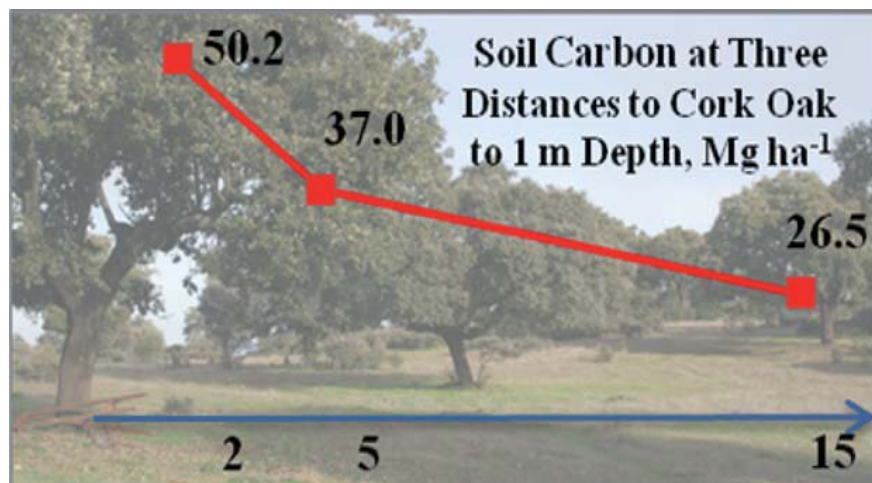 50.2
Soil Carbon at Three
Distances to Cork Oak
to 1 m Depth, Mg ha⁻¹
37.0
26.5
2 5 15